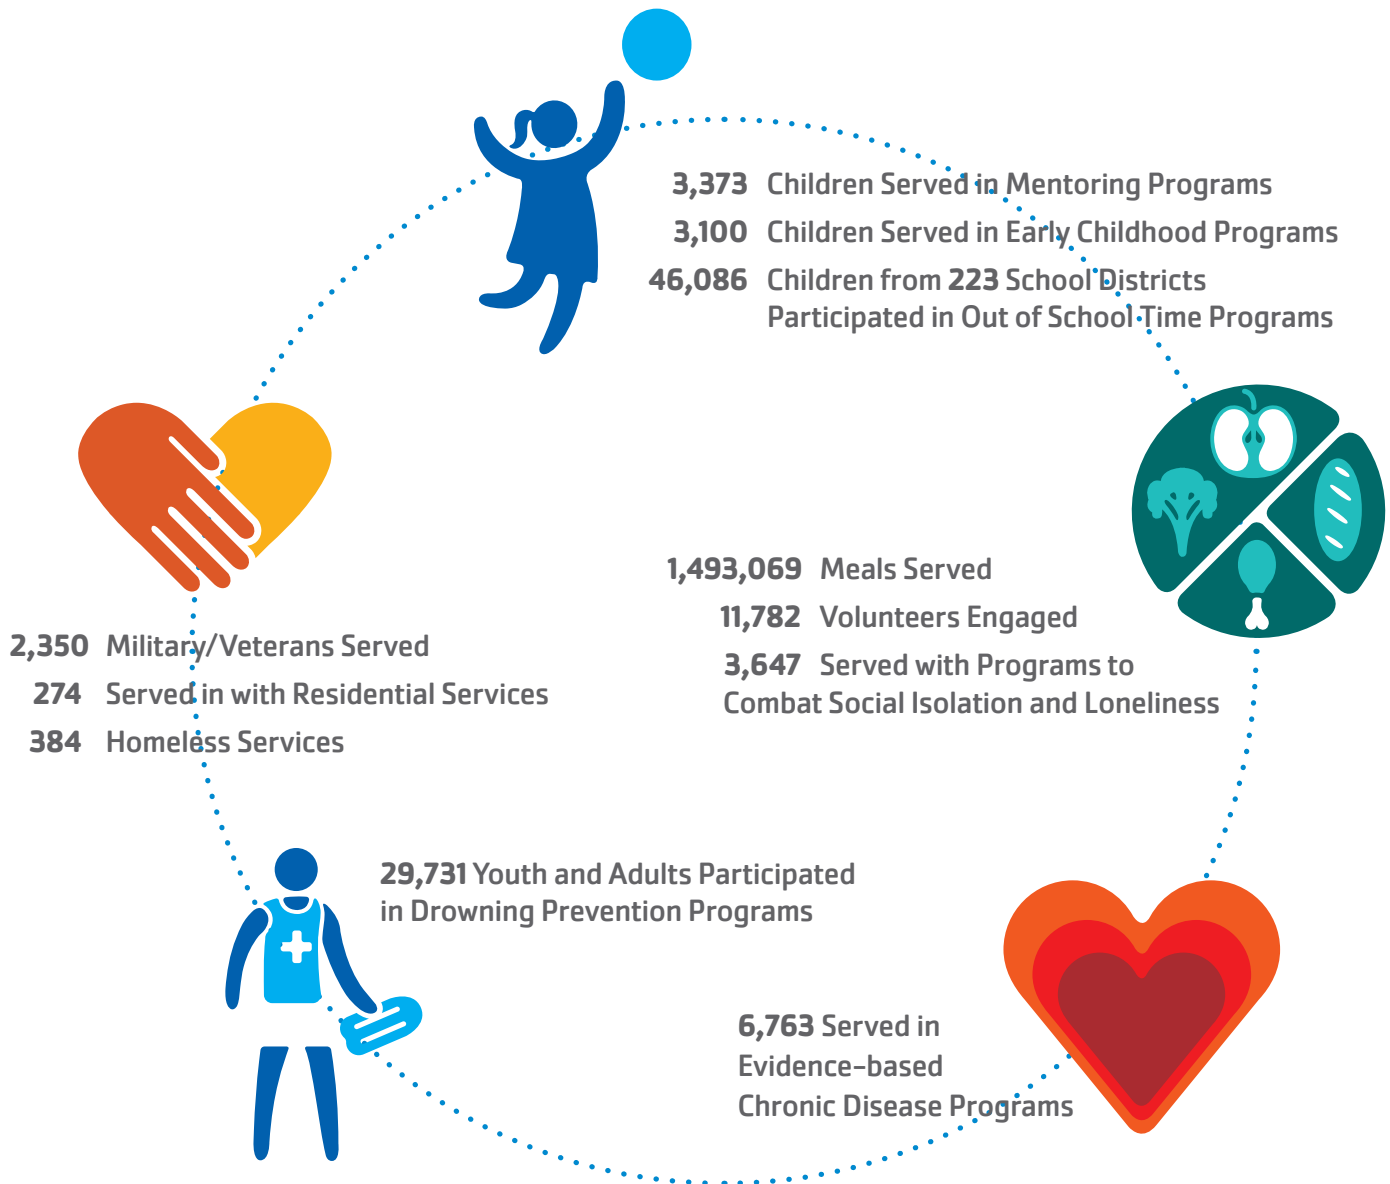 3,373 Children Served in Mentoring Programs
3,100 Children Served in Early Childhood Programs
46,086 Children from 223 School Districts
Participated in Out of School Time Programs
1,493,069 Meals Served
11,782 Volunteers Engaged
3,647 Served with Programs to
Combat Social Isolation and Loneliness
2,350 Military/Veterans Served
274 Served in with Residential Services
384 Homeless Services
29,731 Youth and Adults Participated
in Drowning Prevention Programs
6,763 Served in
Evidence-based
Chronic Disease Programs